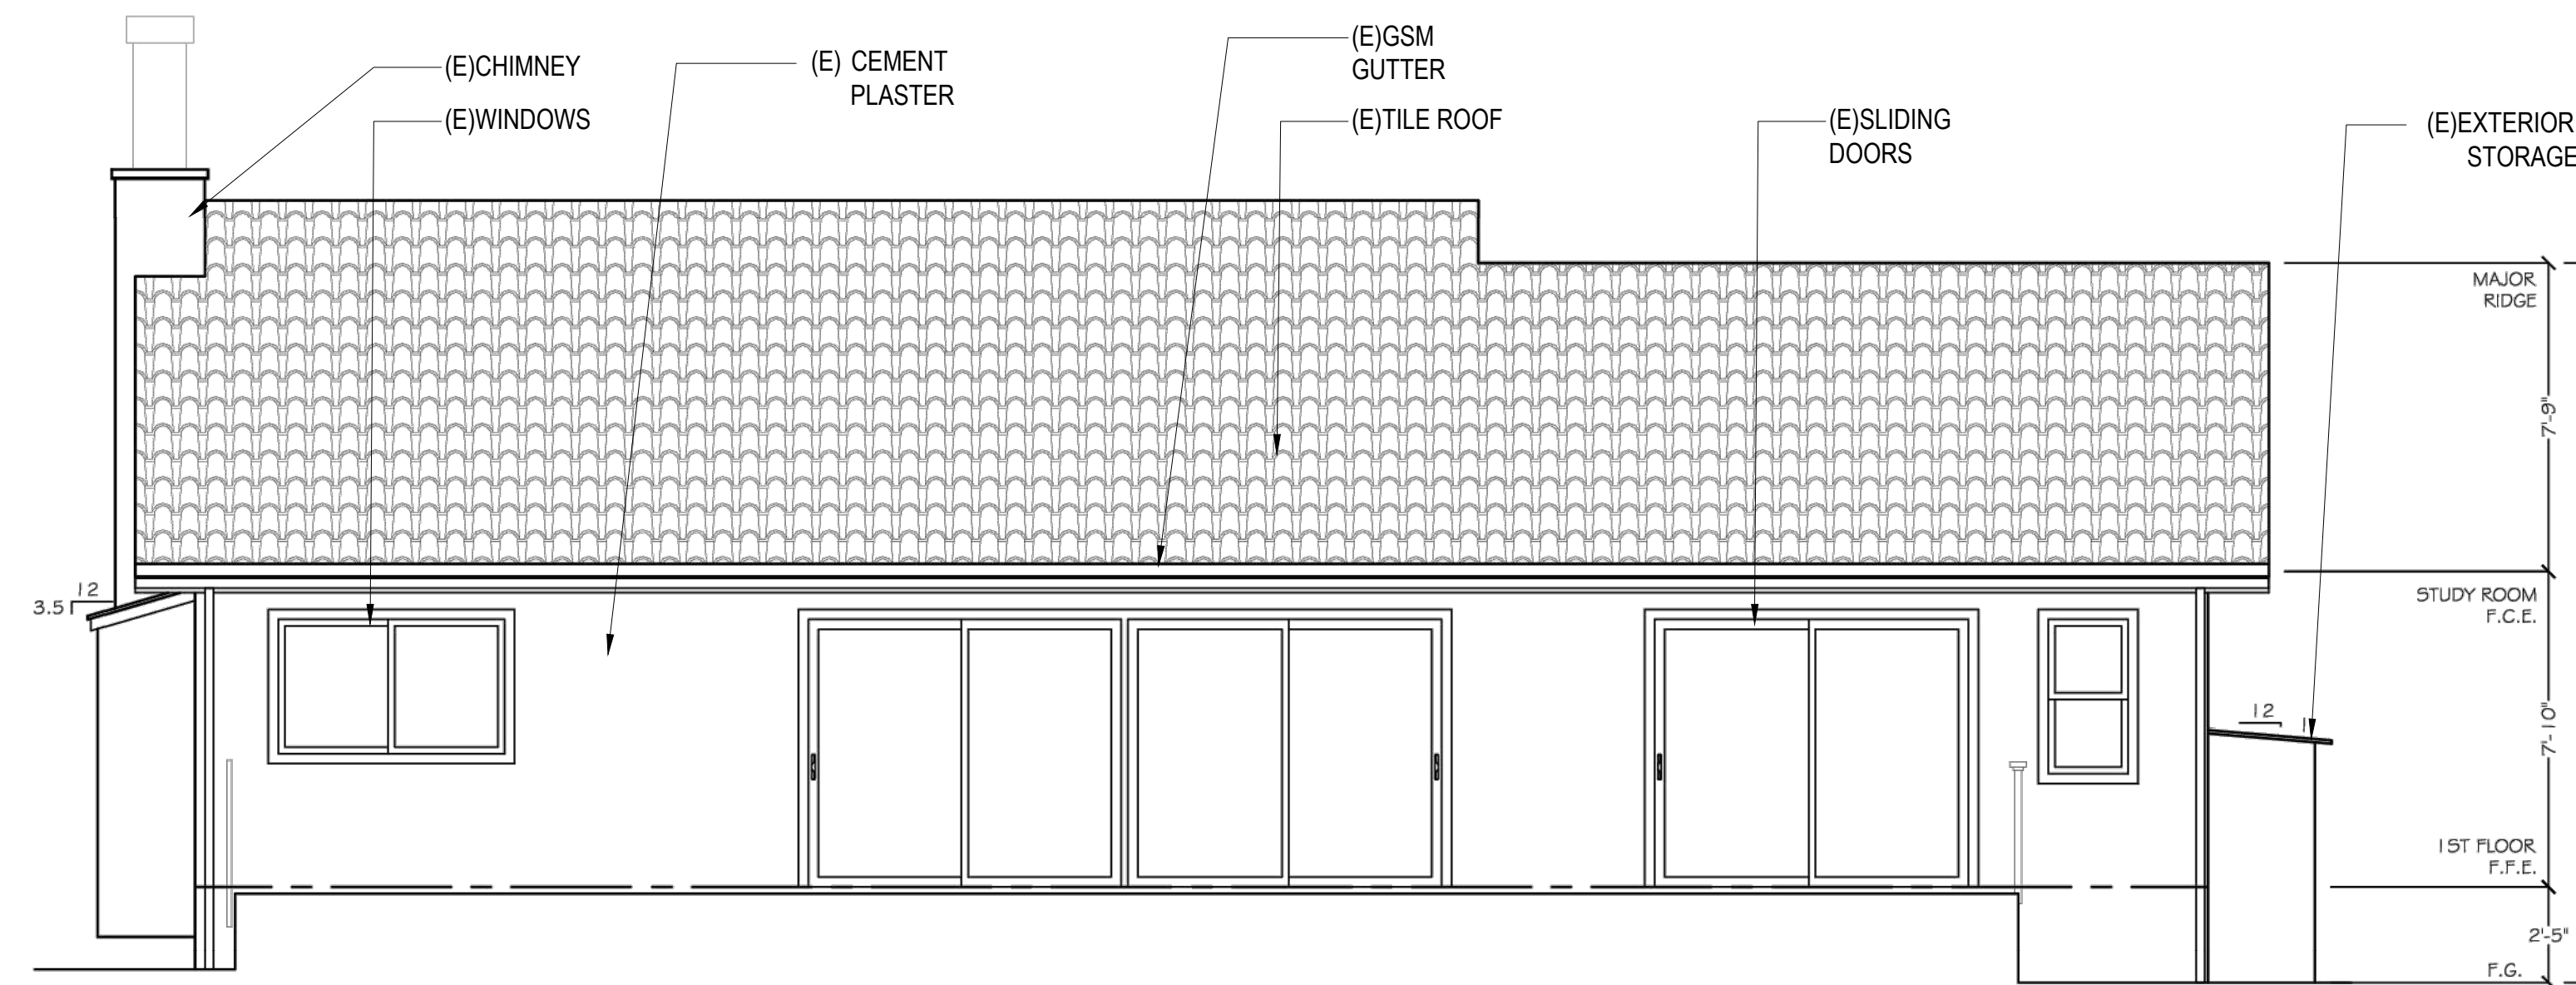 (E)CHIMNEY
(E)WINDOWS
(E) CEMENT
PLASTER
(E)GSM
GUTTER
(E)TILE ROOF
(E)SLIDING
DOORS
(E)EXTERIOR
STORAGE
MAJOR
RIDGE
7'-9"
12
3.5
STUDY ROOM
F.C.E.
12
1
7'-10"
1ST FLOOR
F.F.E.
2'-5"
F.G.